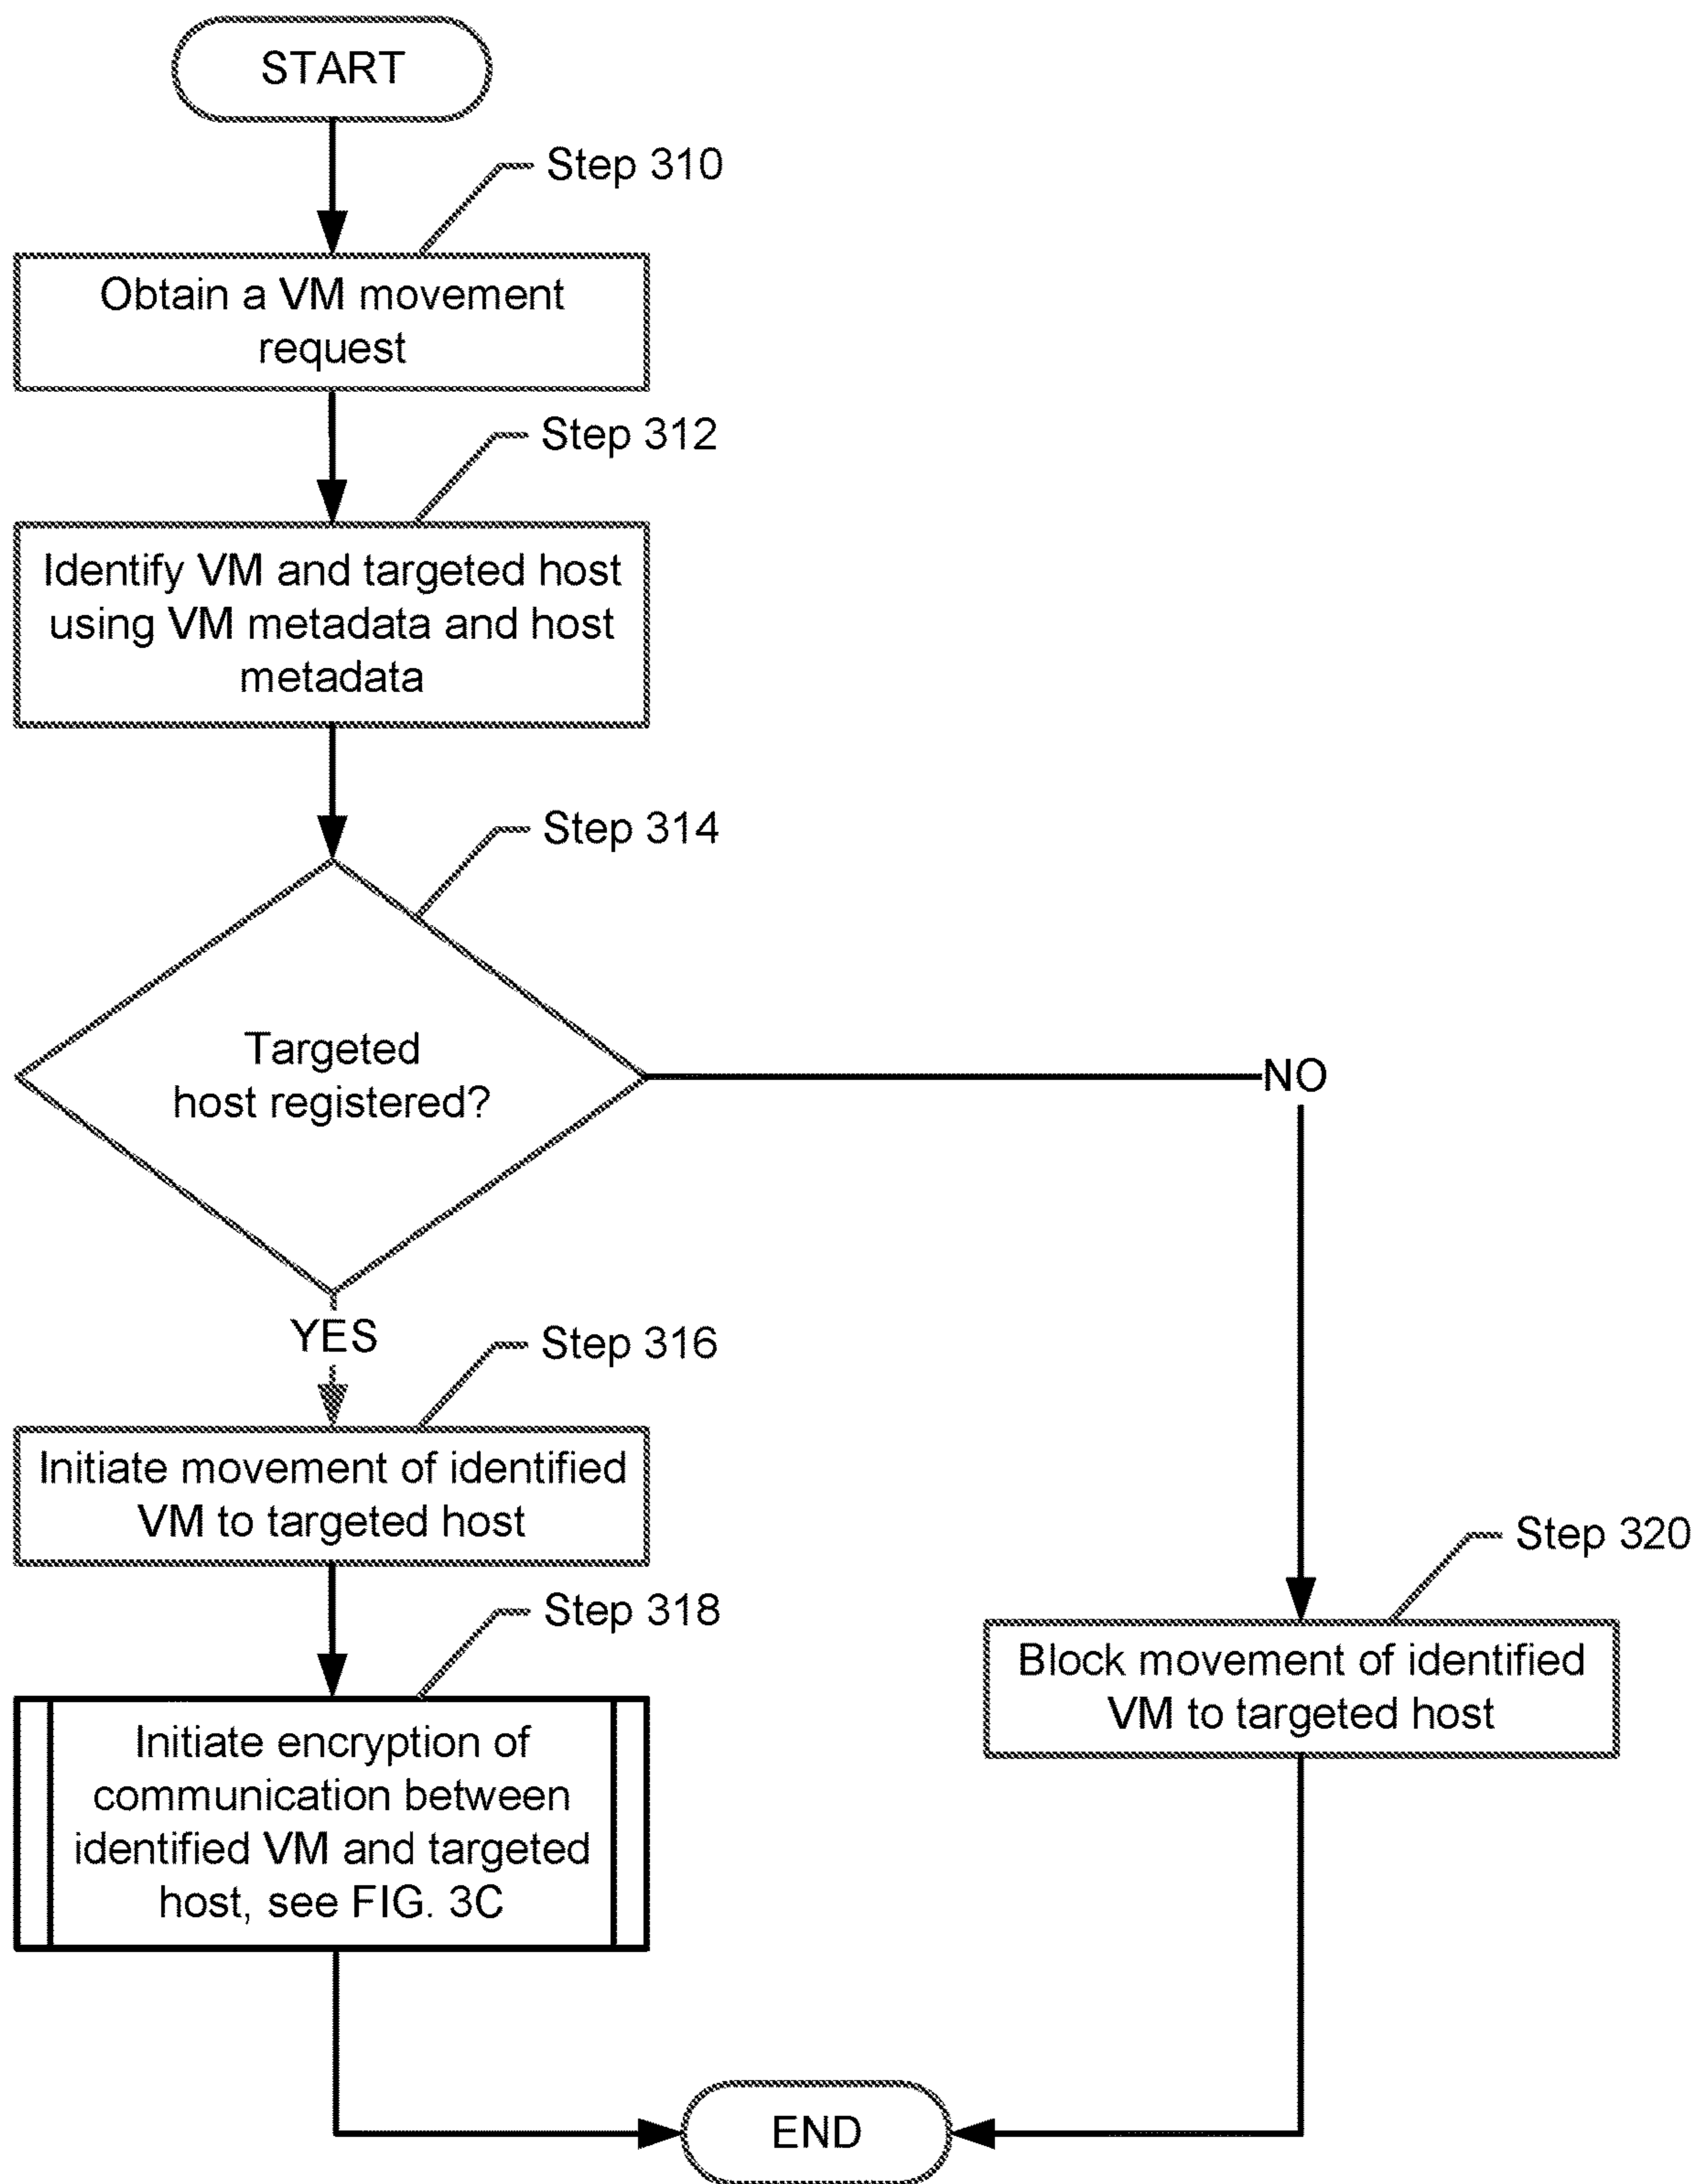 START
Step 310
Obtain a VM movement
request
Step 312
Identify VM and targeted host
using VM metadata and host
metadata
Step 314
Targeted
host registered?
NO
YES
Step 316
Initiate movement of identified
VM to targeted host
Step 320
Block movement of identified
VM to targeted host
Step 318
Initiate encryption of
communication between
identified VM and targeted
host, see FIG. 3C
END